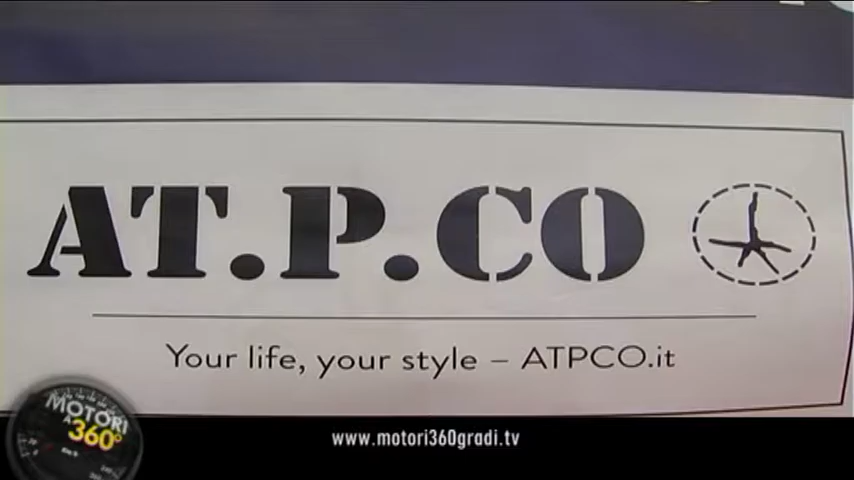 AT.P.CO
Your life, your style – ATPCO.it
MOTORI
A
360°
www.motori360gradi.tv